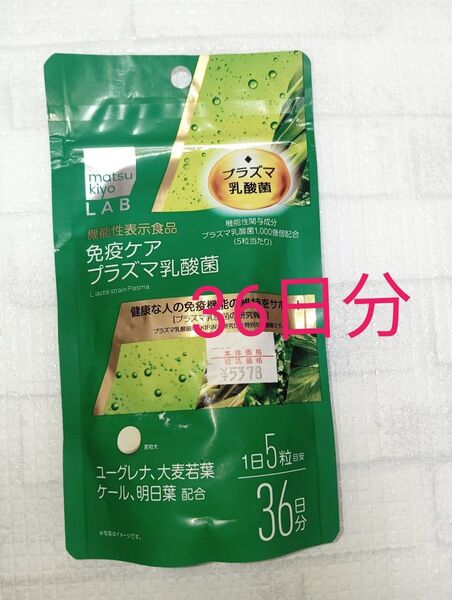 matsu
kiyo
LAB
プラズマ
乳酸菌
機能性表示食品
免疫ケア
プラズマ乳酸菌
L.lactis strain Plasma
機能性関与成分
プラズマ乳酸菌1,000億個配合
(5粒当たり)
健康な人の免疫機能の維持をサポ
36日分
本体価格
税込価格
¥5378
実物大
ユーグレナ、大麦若葉
ケール、明日葉 配合
1日5粒目安
36日分
※写真はイメージです。